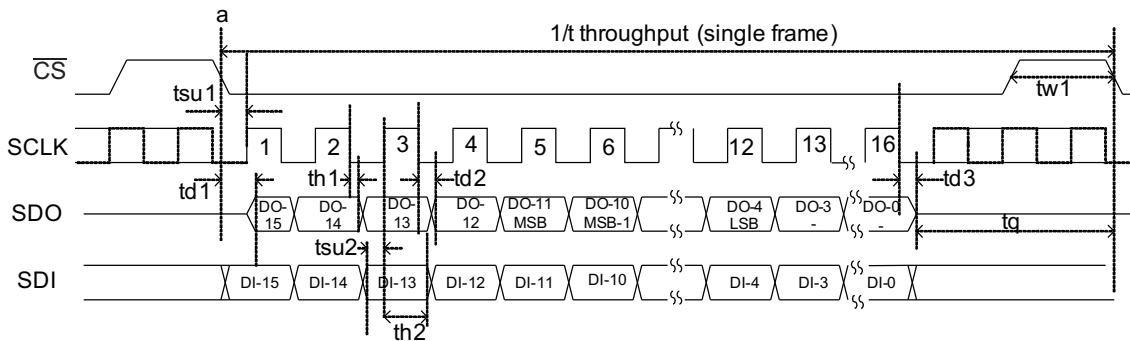 a
1/t throughput (single frame)
CS
tsu1
tw1
SCLK
1 2 3 4 5 6 12 13 16
td1 th1 td2 td3
SDO
DO-15 DO-14 DO-13 DO-12 DO-11 MSB DO-10 MSB-1 DO-4 LSB DO-3 - DO-0 -
tsu2
tq
SDI
DI-15 DI-14 DI-13 DI-12 DI-11 DI-10 DI-4 DI-3 DI-0
th2